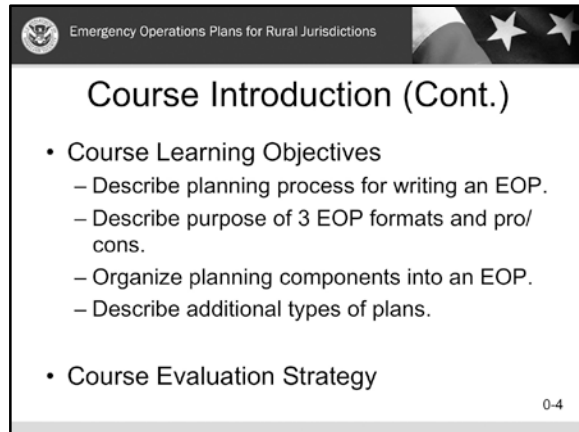 Emergency Operations Plans for Rural Jurisdictions
Course Introduction (Cont.)
• Course Learning Objectives
– Describe planning process for writing an EOP.
– Describe purpose of 3 EOP formats and pro/
cons.
– Organize planning components into an EOP.
– Describe additional types of plans.
• Course Evaluation Strategy
0-4